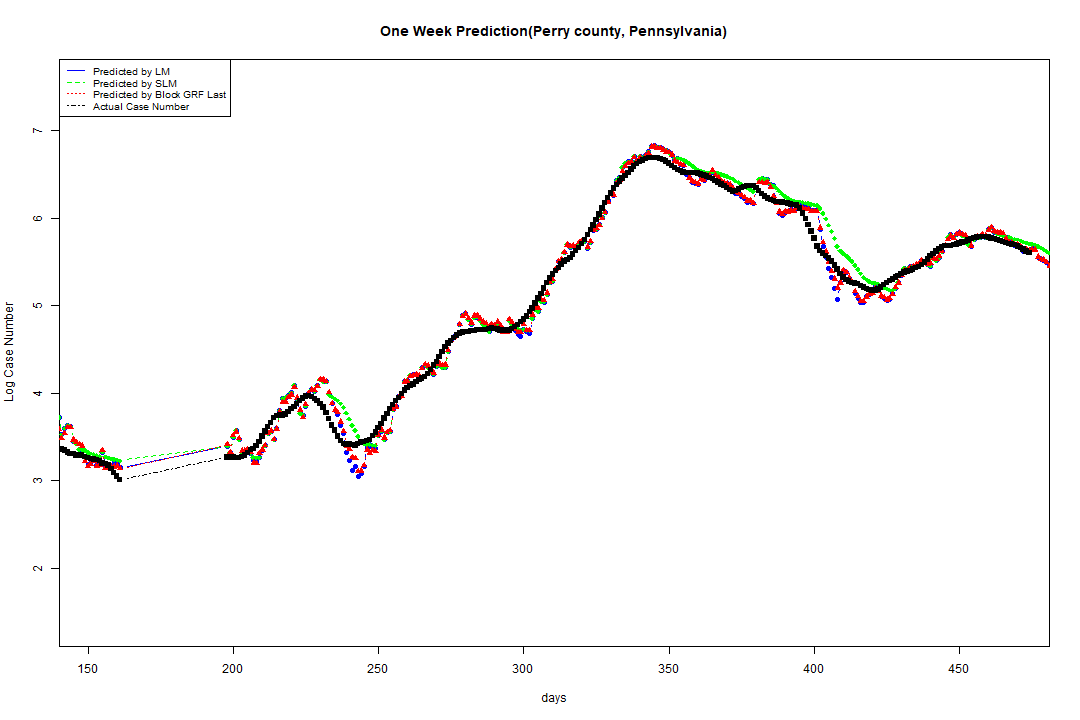 One Week Prediction(Perry county, Pennsylvania)
Predicted by LM
Predicted by SLM
Predicted by Block GRF Last
Actual Case Number
7
6
5
4
3
2
Log Case Number
150 200 250 300 350 400 450
days